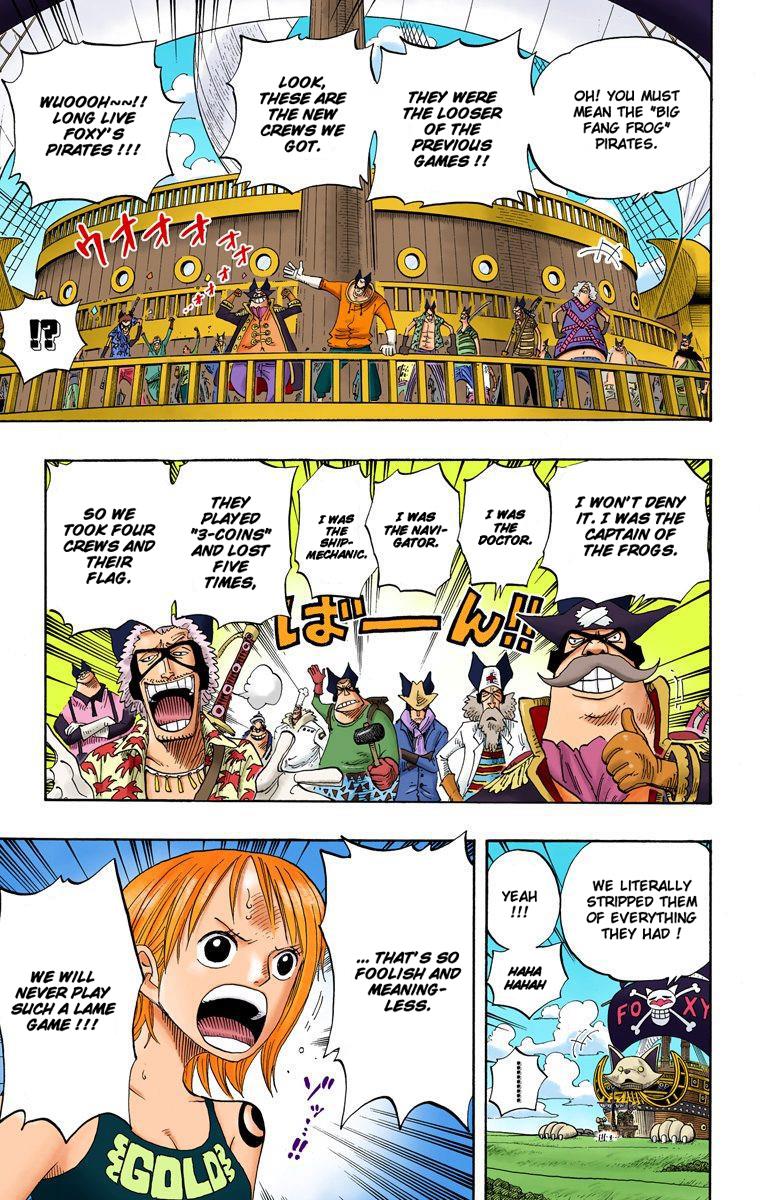 OH! YOU MUST
MEAN THE "BIG
FANG FROG"
PIRATES.
THEY WERE
THE LOOSER
OF THE
PREVIOUS
GAMES !!
LOOK,
THESE ARE
THE NEW
CREWS WE
GOT.
WUOOOH~~!!
LONG LIVE
FOXY'S
PIRATES !!!
ウオオオオオ
...オオオ
!?
I WON'T DENY
IT. I WAS THE
CAPTAIN OF
THE FROGS.
I WAS
THE
DOCTOR.
I WAS
THE NAVI-
GATOR.
I WAS
THE
SHIP-
MECHANIC.
THEY
PLAYED
"3-COINS"
AND LOST
FIVE
TIMES,
SO WE
TOOK FOUR
CREWS AND
THEIR
FLAG.
ばーん!!
WE LITERALLY
STRIPPED THEM
OF EVERYTHING
THEY HAD !
YEAH
!!!
HAHA
HAHAH
...........
FOXY
... THAT'S SO
FOOLISH AND
MEANING-
LESS.
WE WILL
NEVER PLAY
SUCH A LAME
GAME !!!
GOLD